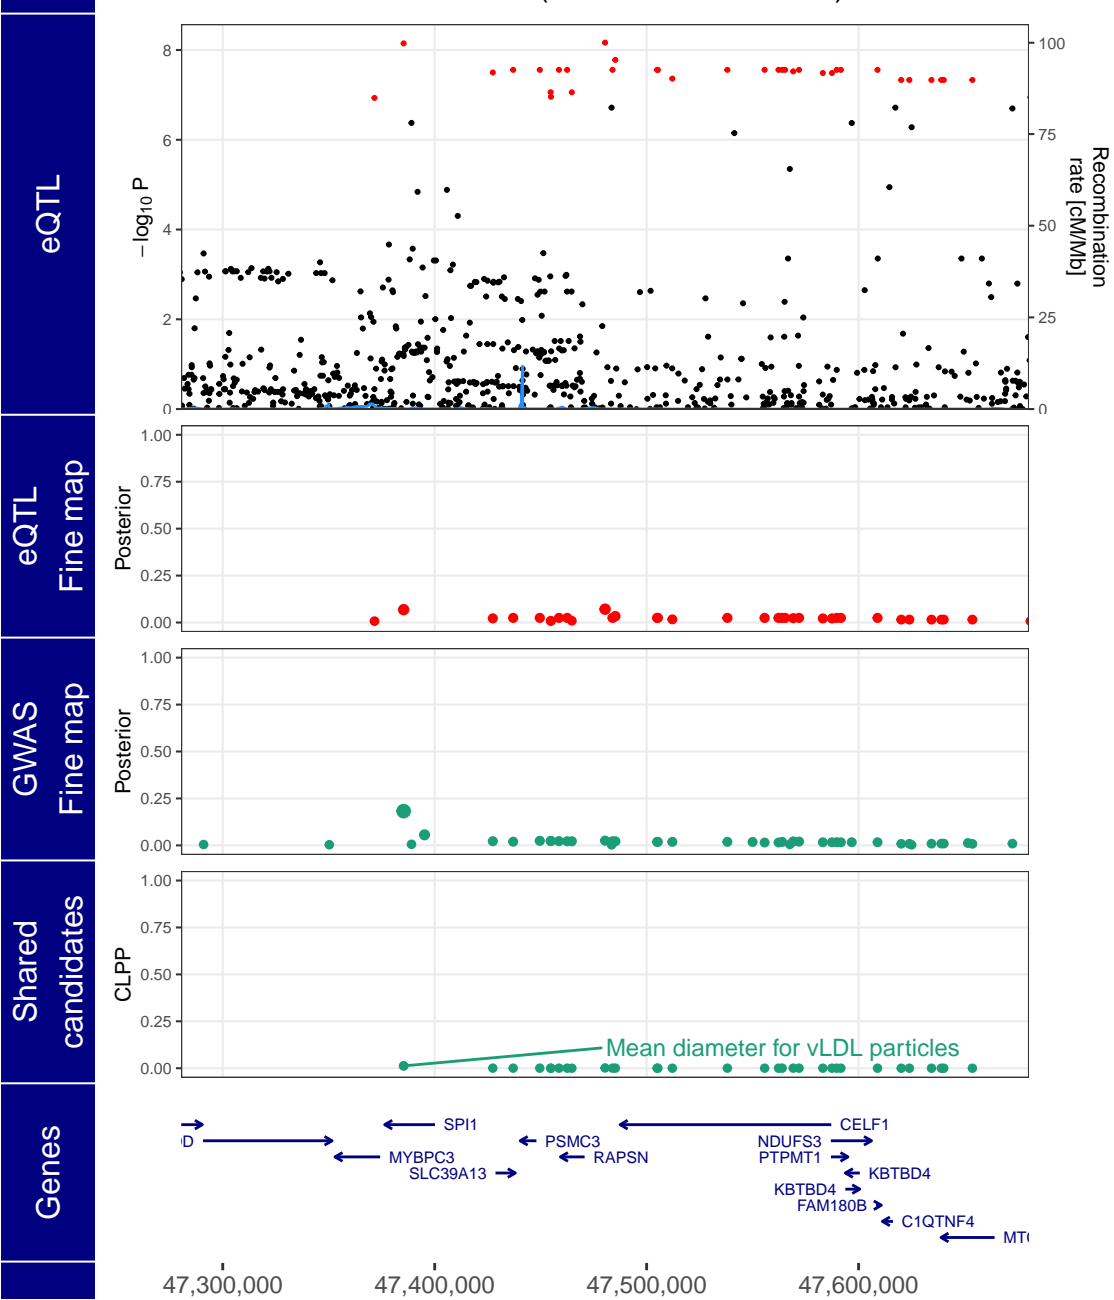 eQTL
8
6
4
2
0
−log10 P
100
75
50
25
0
Recombination
rate [cM/Mb]
eQTL
Fine map
Posterior
1.00
0.75
0.50
0.25
0.00
GWAS
Fine map
Posterior
1.00
0.75
0.50
0.25
0.00
Shared
candidates
CLPP
1.00
0.75
0.50
0.25
0.00
Mean diameter for vLDL particles
Genes
SPI1
CELF1
D
PSMC3
NDUFS3
MYBPC3
RAPSN
PTPMT1
SLC39A13
KBTBD4
KBTBD4
FAM180B
C1QTNF4
47,300,000
47,400,000
47,500,000
47,600,000